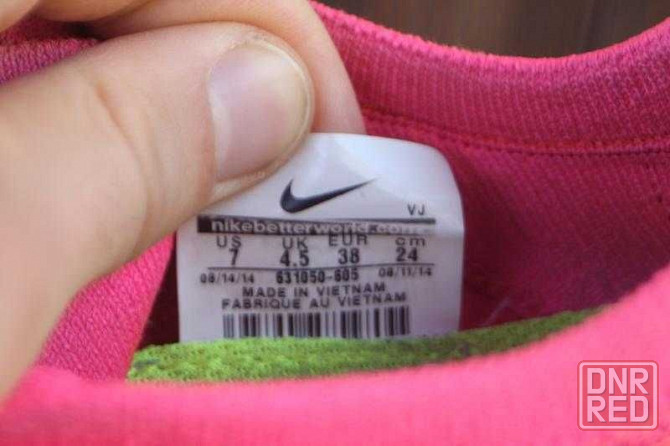 VJ
nikebetterworld.com
US UK EUR cm
7 4.5 38 24
08/14/14 631050-605 08/11/14
MADE IN VIETNAM
FABRIQUE AU VIETNAM
DNR
RED